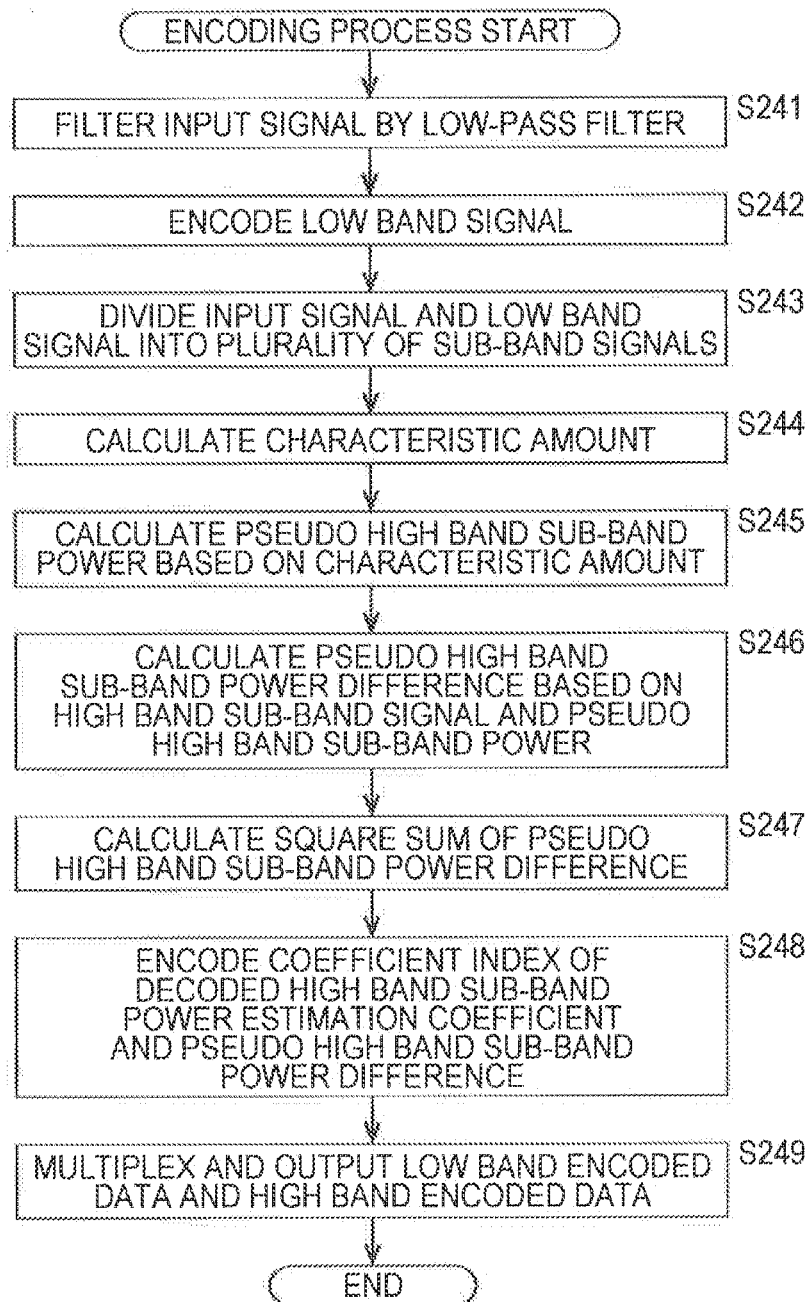 ENCODING PROCESS START
FILTER INPUT SIGNAL BY LOW-PASS FILTER
S241
ENCODE LOW BAND SIGNAL
S242
DIVIDE INPUT SIGNAL AND LOW BAND
SIGNAL INTO PLURALITY OF SUB-BAND SIGNALS
S243
CALCULATE CHARACTERISTIC AMOUNT
S244
CALCULATE PSEUDO HIGH BAND SUB-BAND
POWER BASED ON CHARACTERISTIC AMOUNT
S245
CALCULATE PSEUDO HIGH BAND
SUB-BAND POWER DIFFERENCE BASED ON
HIGH BAND SUB-BAND SIGNAL AND PSEUDO
HIGH BAND SUB-BAND POWER
S246
CALCULATE SQUARE SUM OF PSEUDO
HIGH BAND SUB-BAND POWER DIFFERENCE
S247
ENCODE COEFFICIENT INDEX OF
DECODED HIGH BAND SUB-BAND
POWER ESTIMATION COEFFICIENT
AND PSEUDO HIGH BAND SUB-BAND
POWER DIFFERENCE
S248
MULTIPLEX AND OUTPUT LOW BAND ENCODED
DATA AND HIGH BAND ENCODED DATA
S249
END